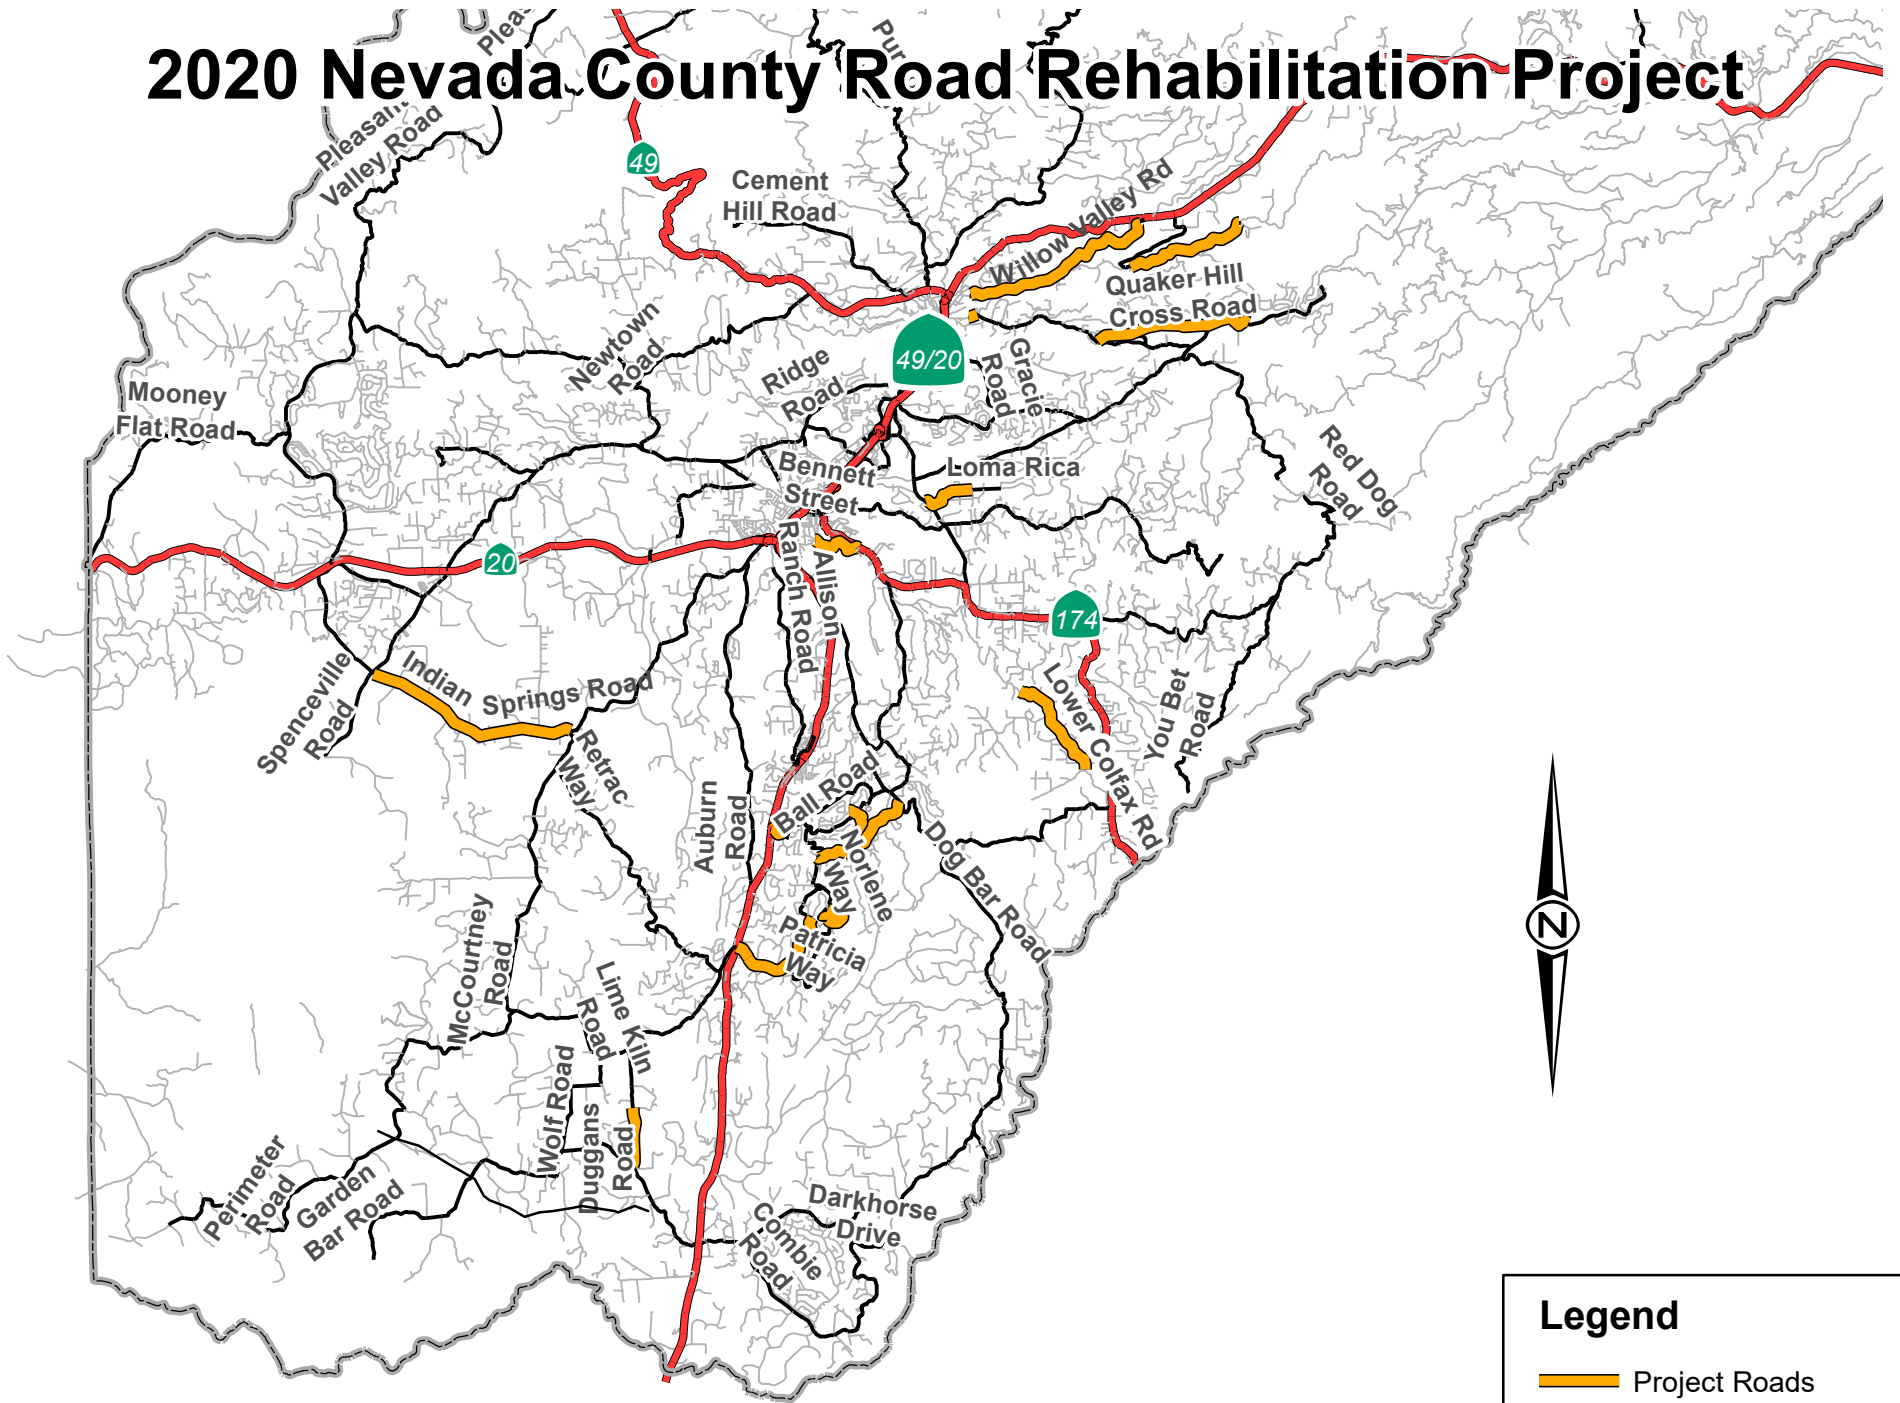 2020 Nevada County Road Rehabilitation Project
Pleas
Pur
Pleasant
Valley Road
49
Cement
Hill Road
Willow Valley Rd
Quaker Hill
Cross Road
Newtown
Road
49/20
Ridge
Road
Gracie
Road
Mooney
Flat Road
Bennett
Street
Loma Rica
Red Dog
Road
20
Allison
Ranch Road
174
Indian
Springs Road
Spenceville
Road
Lower Colfax Rd
You Bet
Road
Retrac
Way
Auburn
Road
Ball Road
Norlene
Way
Dog Bar Road
Patricia
Way
N
McCourtney
Road
Lime Kiln
Road
Wolf Road
Duggans
Road
Perimeter
Road
Garden
Bar Road
Darkhorse
Drive
Combie
Road
Legend
Project Roads